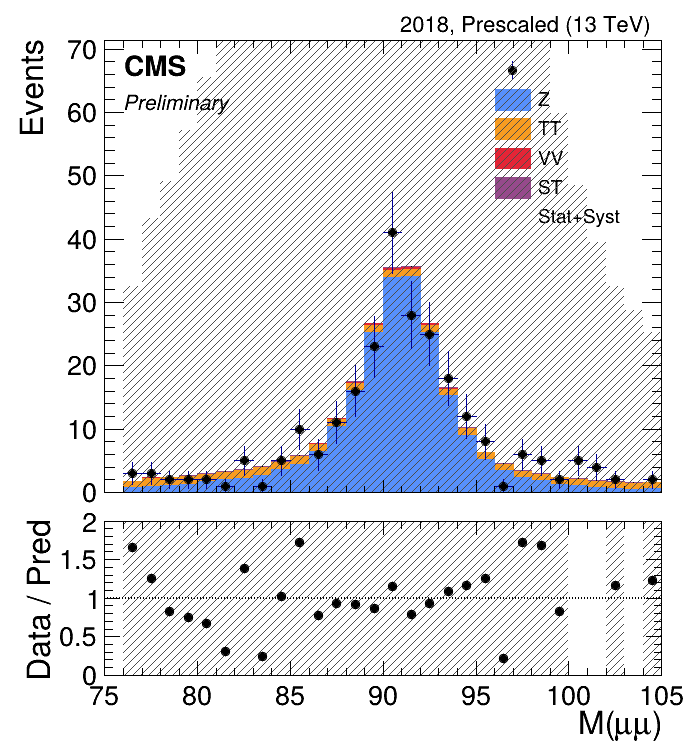 2018, Prescaled (13 TeV)
Events
70
60
50
40
30
20
10
0
CMS
Preliminary
Z
TT
VV
ST
Stat+Syst
Data / Pred
2
1.5
1
0.5
0
75 80 85 90 95 100 105
M(μμ)